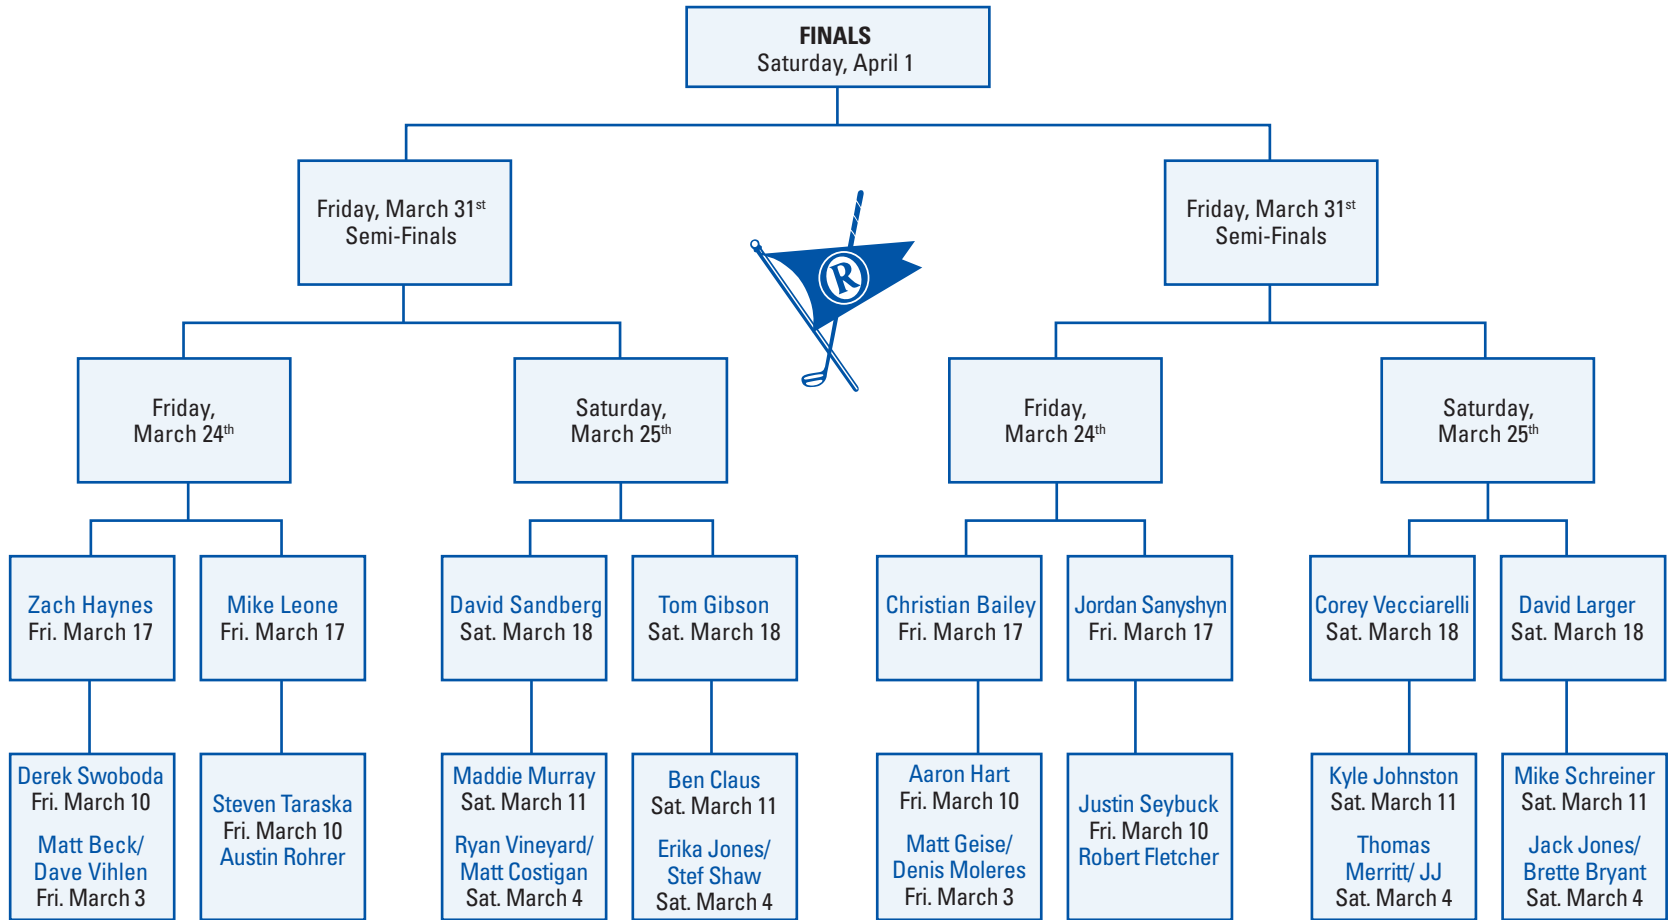 FINALS
Saturday, April 1
Friday, March 31st
Semi-Finals
Friday, March 31st
Semi-Finals
R
Friday,
March 24th
Saturday,
March 25th
Friday,
March 24th
Saturday,
March 25th
Zach Haynes
Fri. March 17
Mike Leone
Fri. March 17
David Sandberg
Sat. March 18
Tom Gibson
Sat. March 18
Christian Bailey
Fri. March 17
Jordan Sanyshyn
Fri. March 17
Corey Vecciarelli
Sat. March 18
David Larger
Sat. March 18
Derek Swoboda
Fri. March 10
Matt Beck/
Dave Vihlen
Fri. March 3
Steven Taraska
Fri. March 10
Austin Rohrer
Maddie Murray
Sat. March 11
Ryan Vineyard/
Matt Costigan
Sat. March 4
Ben Claus
Sat. March 11
Erika Jones/
Stef Shaw
Sat. March 4
Aaron Hart
Fri. March 10
Matt Geise/
Denis Moleres
Fri. March 3
Justin Seybuck
Fri. March 10
Robert Fletcher
Kyle Johnston
Sat. March 11
Thomas
Merritt/ JJ
Sat. March 4
Mike Schreiner
Sat. March 11
Jack Jones/
Brette Bryant
Sat. March 4